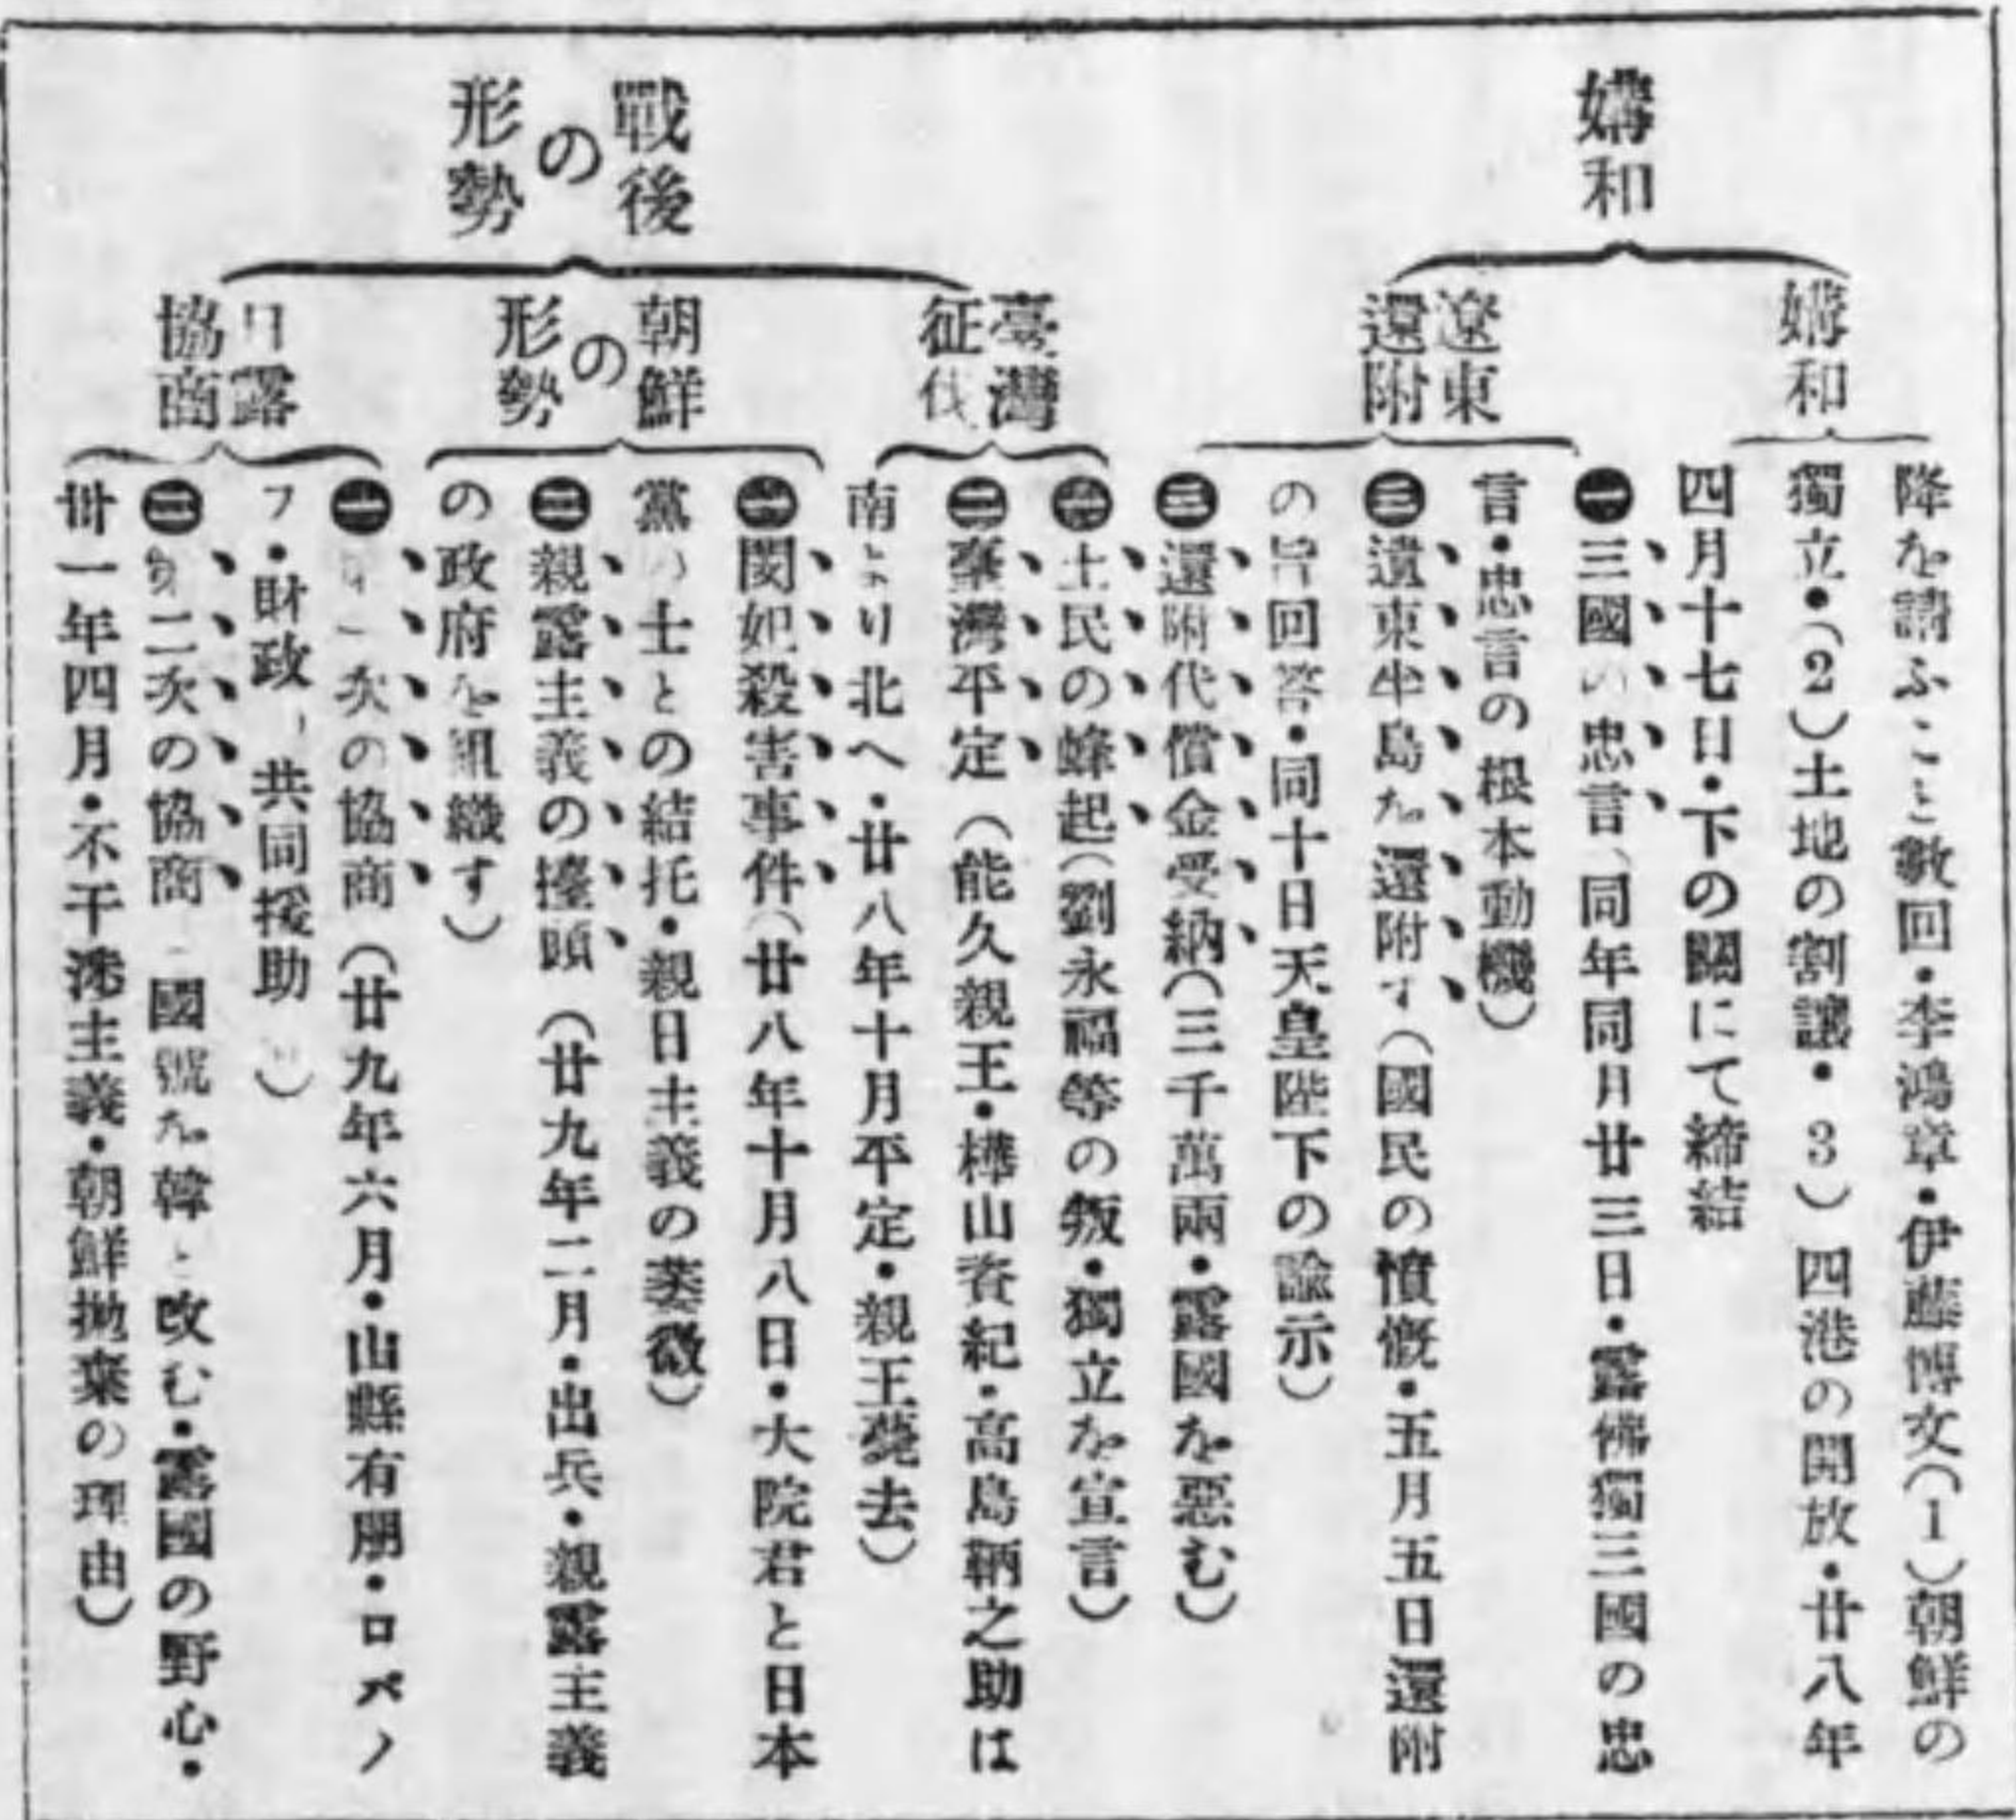 媾和
媾和
降を請ふこと數回・李鴻章・伊藤博文(1)朝鮮の
獨立・(2)土地の割讓・3)四港の開放・廿八年
四月十七日・下の關にて締結
遼東
還附
㊀三國の忠言、同年同月廿三日・露佛獨三國の忠
言・忠言の根本動機)
㊁遼東半島を還附す(國民の憤慨・五月五日還附
の旨回答・同十日天皇陛下の諭示)
㊂還附代償金受納(三千萬兩・露國を惡む)
戰後
の
形勢
臺灣
征伐
㊀土民の蜂起(劉永福等の叛・獨立を宣言)
㊁臺灣平定(能久親王・樺山資紀・高島鞆之助は
南より北へ・廿八年十月平定・親王薨去)
朝鮮
の
形勢
㊀閔妃殺害事件(廿八年十月八日・大院君と日本
黨の士との結托・親日主義の萎微)
㊁親露主義の擡頭(廿九年二月・出兵・親露主義
の政府を組織す)
日露
協商
㊀第一次の協商(廿九年六月・山縣有朋・ロバノ
フ・財政 共同援助 )
㊁第二次の協商 國號を韓と改む・露國の野心・
卅一年四月・不干涉主義・朝鮮抛棄の理由)